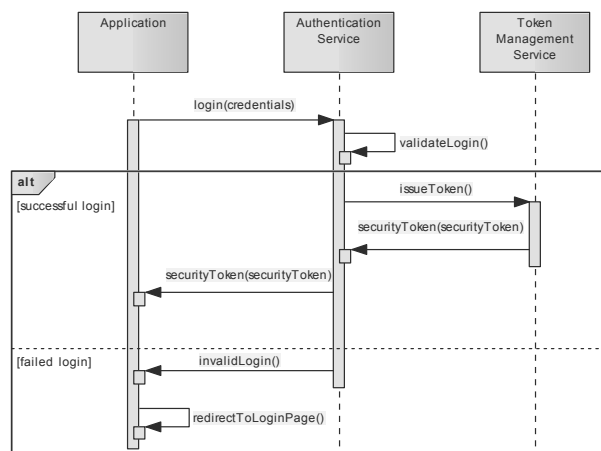 Application
Authentication
Service
Token
Management
Service
login(credentials)
validateLogin()
alt
[successful login]
issueToken()
securityToken(securityToken)
securityToken(securityToken)
[failed login]
invalidLogin()
redirectToLoginPage()